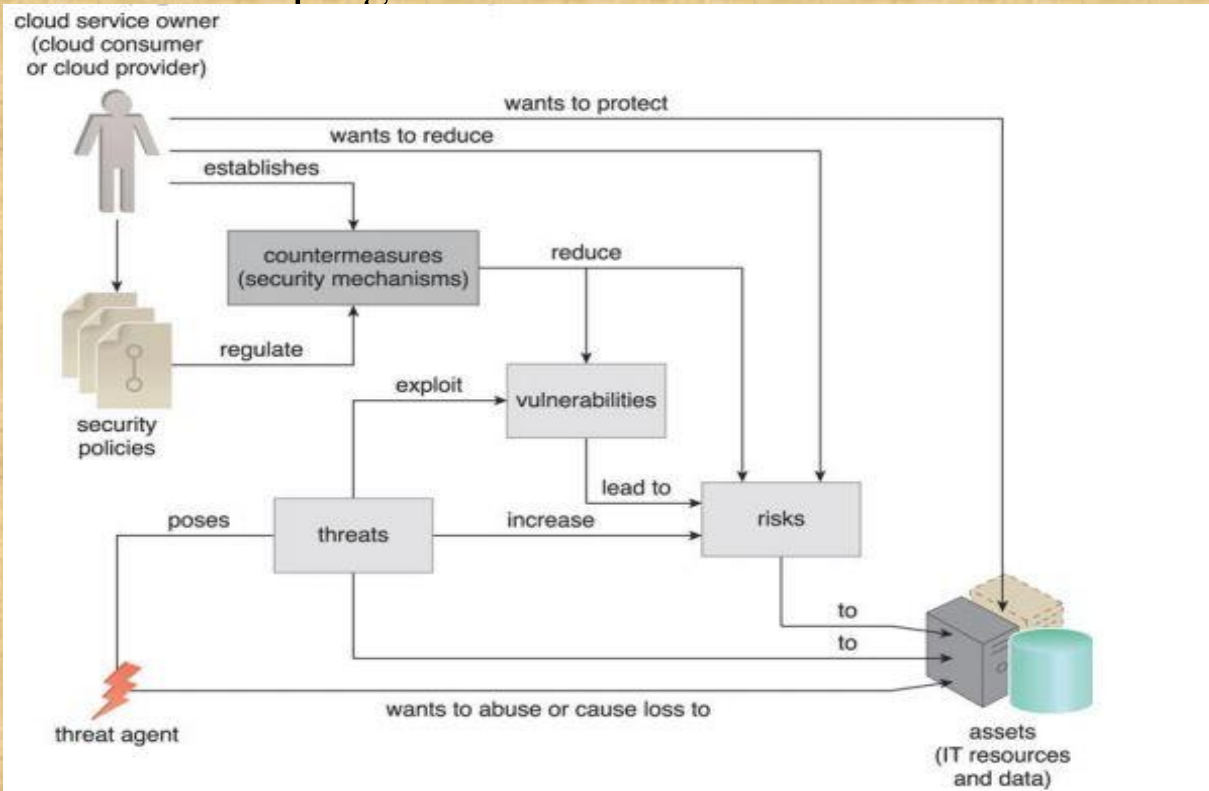 cloud service owner
(cloud consumer
or cloud provider)
wants to protect
wants to reduce
establishes
countermeasures
(security mechanisms)
reduce
regulate
security
policies
exploit
vulnerabilities
lead to
poses
threats
increase
risks
to
to
wants to abuse or cause loss to
threat agent
assets
(IT resources
and data)